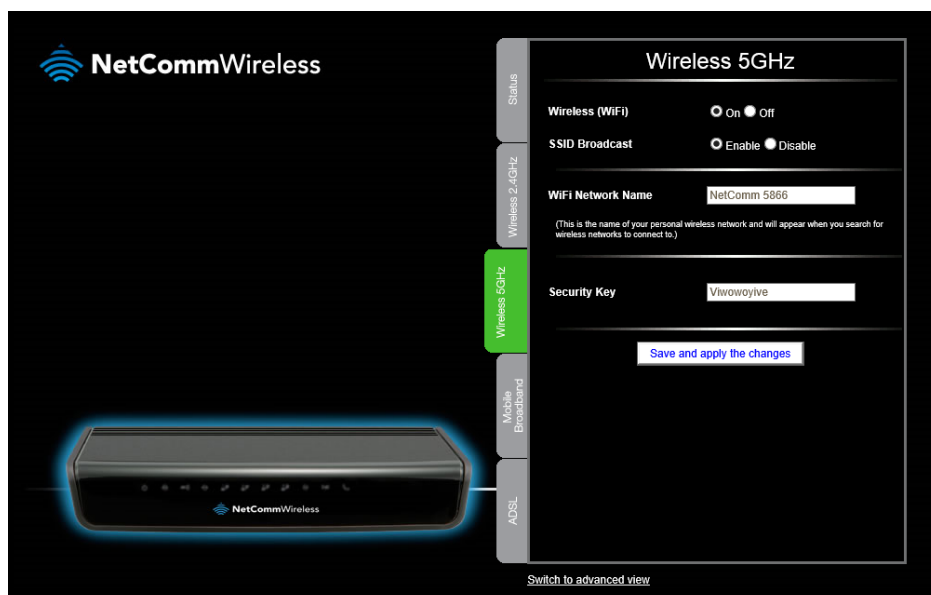 NetCommWireless
Status
Wireless 2.4GHz
Wireless 5GHz
Mobile
Broadband
ADSL
Wireless 5GHz
Wireless (WiFi) On Off
SSID Broadcast Enable Disable
WiFi Network Name NetComm 5866
(This is the name of your personal wireless network and will appear when you search for
wireless networks to connect to.)
Security Key Viwowoyive
Save and apply the changes
NetCommWireless
Switch to advanced view